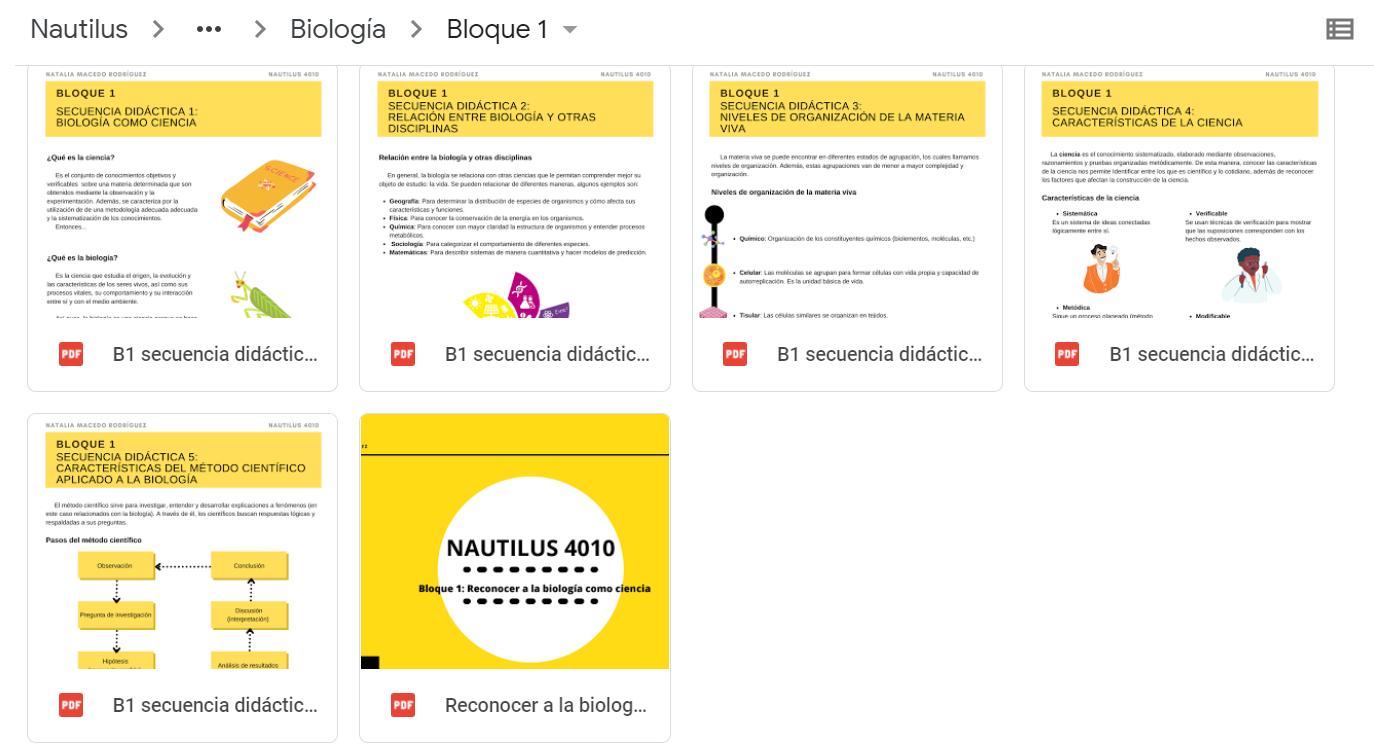 Nautilus > ••• > Biología > Bloque 1
NATALIA MACEDO RODRÍGUEZ NAUTILUS 4010
BLOQUE 1
SECUENCIA DIDÁCTICA 1:
BIOLOGÍA COMO CIENCIA
¿Qué es la ciencia?
Es el conjunto de conocimientos objetivos y
verificables sobre una materia determinada que son
obtenidos mediante la observación y la
experimentación. Además, se caracteriza por la
utilización de de una metodología adecuada adecuada
y la sistematización de los conocimientos.
Entonces...
SCIENCE
¿Qué es la biología?
Es la ciencia que estudia el origen, la evolución y
las características de los seres vivos, así como sus
procesos vitales, su comportamiento y su interacción
entre sí y con el medio ambiente.
B1 secuencia didáctic...
NATALIA MACEDO RODRÍGUEZ NAUTILUS 4010
BLOQUE 1
SECUENCIA DIDÁCTICA 2:
RELACIÓN ENTRE BIOLOGÍA Y OTRAS
DISCIPLINAS
Relación entre la biología y otras disciplinas
En general, la biología se relaciona con otras ciencias que le permitan comprender mejor su
objeto de estudio: la vida. Se pueden relacionar de diferentes maneras, algunos ejemplos son:
• Geografía: Para determinar la distribución de especies de organismos y cómo afecta sus
características y funciones.
• Física: Para conocer la conservación de la energía en los organismos.
• Química: Para conocer con mayor claridad la estructura de organismos y entender procesos
metabólicos.
• Sociología: Para categorizar el comportamiento de diferentes especies.
• Matemáticas: Para describir sistemas de manera cuantitativa y hacer modelos de predicción.
PDF B1 secuencia didáctic...
NATALIA MACEDO RODRÍGUEZ NAUTILUS 4010
BLOQUE 1
SECUENCIA DIDÁCTICA 3:
NIVELES DE ORGANIZACIÓN DE LA MATERIA
VIVA
La materia viva se puede encontrar en diferentes estados de agrupación, los cuales llamamos
niveles de organización. Además, estas agrupaciones van de menor a mayor complejidad y
organización.
Niveles de organización de la materia viva
• Químico: Organización de los constituyentes químicos (bioelementos, moléculas, etc.)
• Celular: Las moléculas se agrupan para formar células con vida propia y capacidad de
autorreplicación. Es la unidad básica de vida.
• Tisular: Las células similares se organizan en tejidos.
PDF B1 secuencia didáctic...
NATALIA MACEDO RODRÍGUEZ NAUTILUS 4010
BLOQUE 1
SECUENCIA DIDÁCTICA 4:
CARACTERÍSTICAS DE LA CIENCIA
La ciencia es el conocimiento sistematizado, elaborado mediante observaciones,
razonamientos y pruebas organizadas metódicamente. De esta manera, conocer las características
de la ciencia nos permite identificar entre los que es científico y lo cotidiano, además de reconocer
los factores que afectan la construcción de la ciencia.
Características de la ciencia
• Sistemática
Es un sistema de ideas conectadas
lógicamente entre sí.
• Verificable
Se usan técnicas de verificación para mostrar
que las suposiciones corresponden con los
hechos observados.
• Metódica
Sigue un proceso planeado (método
• Modificable
PDF B1 secuencia didáctic...
NATALIA MACEDO RODRÍGUEZ NAUTILUS 4010
BLOQUE 1
SECUENCIA DIDÁCTICA 5:
CARACTERÍSTICAS DEL MÉTODO CIENTÍFICO
APLICADO A LA BIOLOGÍA
El método científico sirve para investigar, entender y desarrollar explicaciones a fenómenos (en
este caso relacionados con la biología). A través de él, los científicos buscan respuestas lógicas y
respaldadas a sus preguntas.
Pasos del método científico
Observación
Conclusión
Pregunta de investigación
Discusión
(interpretación)
Hipótesis
Análisis de resultados
PDF B1 secuencia didáctic...
NAUTILUS 4010
Bloque 1: Reconocer a la biología como ciencia
PDF Reconocer a la biolog...